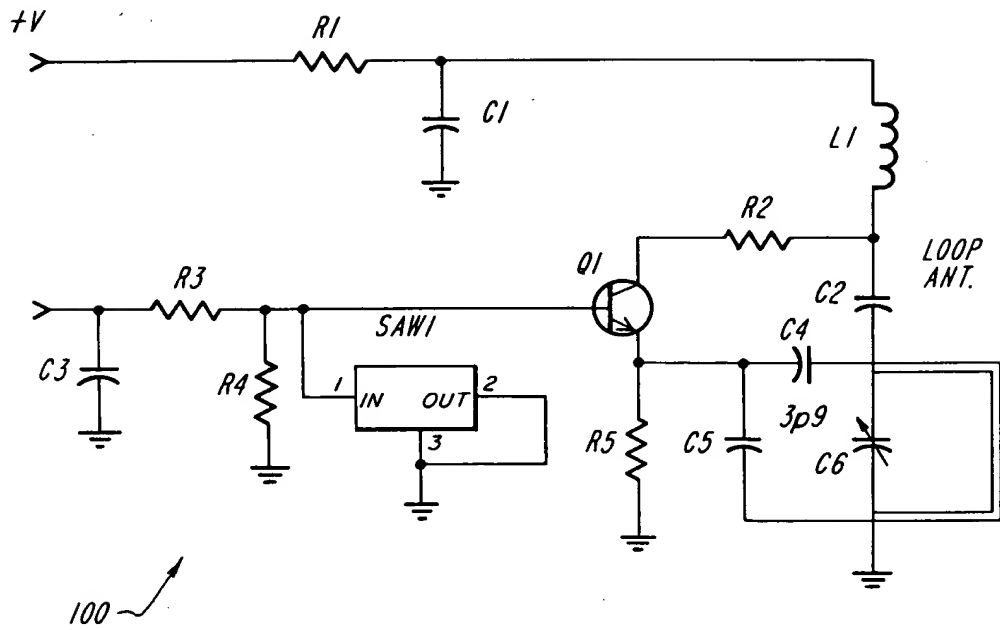 +V
R1
C1
L1
R2
Q1
LOOP
ANT.
R3
C2
SAW1
C4
C3
R4
1
IN
OUT
2
3p9
R5
C5
C6
3
100